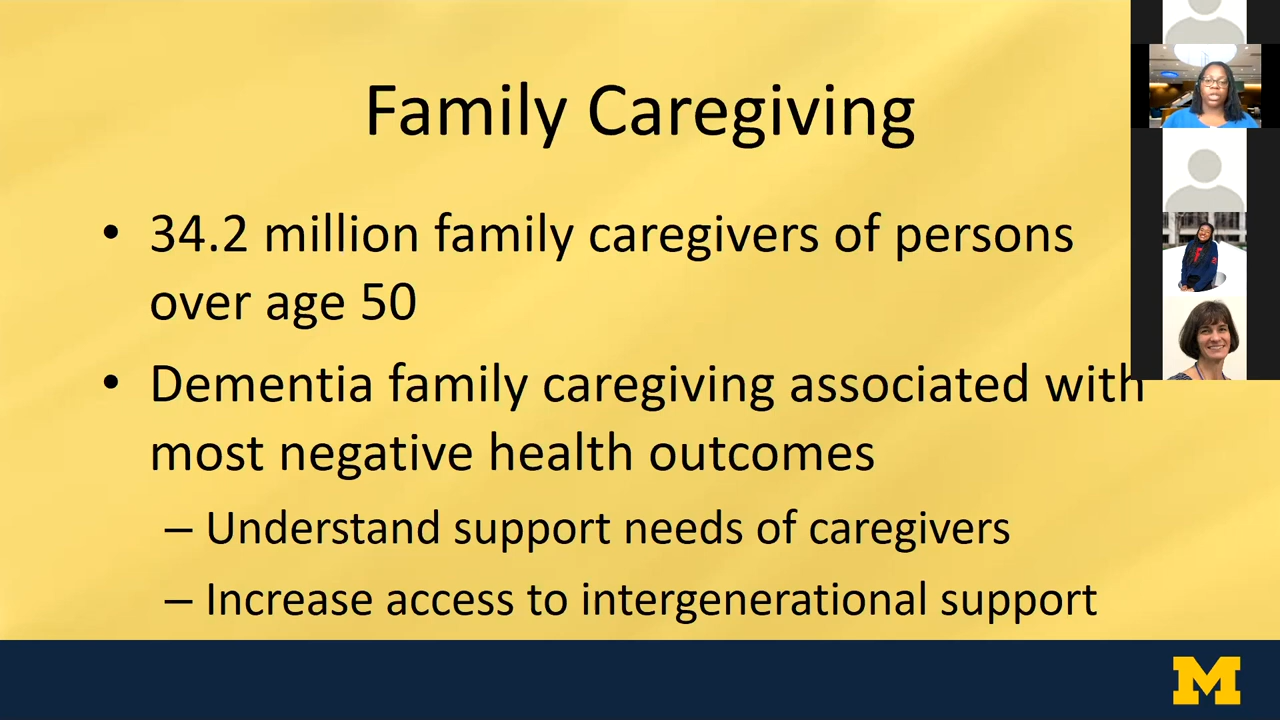 Family Caregiving
• 34.2 million family caregivers of persons
over age 50
• Dementia family caregiving associated with
most negative health outcomes
– Understand support needs of caregivers
– Increase access to intergenerational support
M